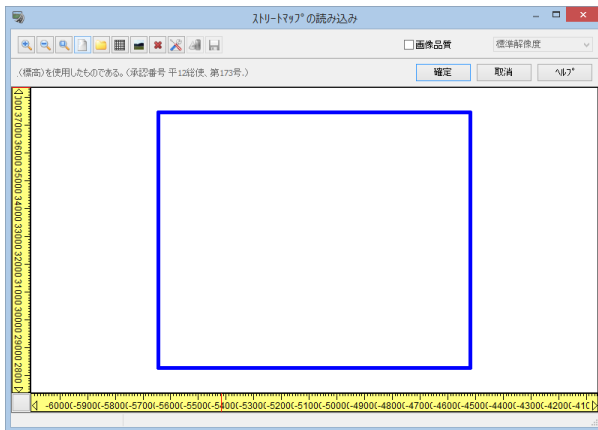 ｽﾄﾘｰﾄﾏｯﾌﾟの読み込み
画像品質
標準解像度
.(標高)を使用したものである。(承認番号 平12総使、第173号.)
確定
取消
ﾍﾙﾌﾟ
37000 36000 35000 34000 33000 32000 31000 30000 29000 2800
-6000(-5900(-5800(-5700(-5600(-5500(-5400(-5300(-5200(-5100(-5000(-4900(-4800(-4700(-4600(-4500(-4400(-4300(-4200(-41(